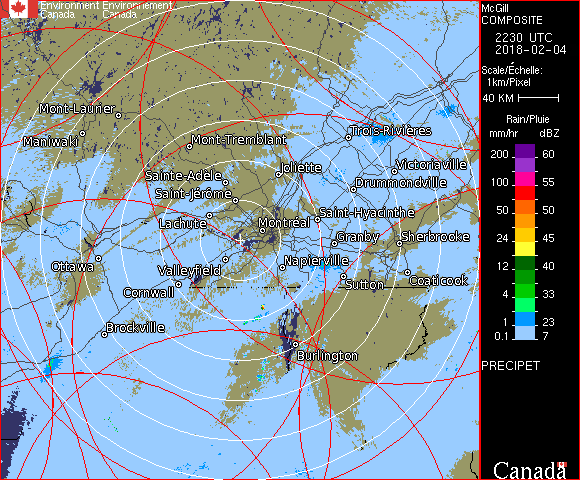 Environment Environnement
Canada Canada
McGill
COMPOSITE
2230 UTC
2018-02-04
Scale/Échelle:
1km/Pixel
40 KM
Rain/Pluie
mm/hr dBZ
200 60
100 55
50 50
24 45
12 40
4 33
1 23
0.1 7
PRECIPET
Canada
Mont-Laurier
Maniwaki
Mont-Tremblant
Trois-Rivières
Joliette
Victoriaville
Sainte-Adèle
Drummondville
Saint-Jérôme
Saint-Hyacinthe
Lachute
Montréal
Granby
Sherbrooke
Ottawa
Valleyfield
Napierville
Cornwall
Sutton
Coaticook
Brockville
Burlington